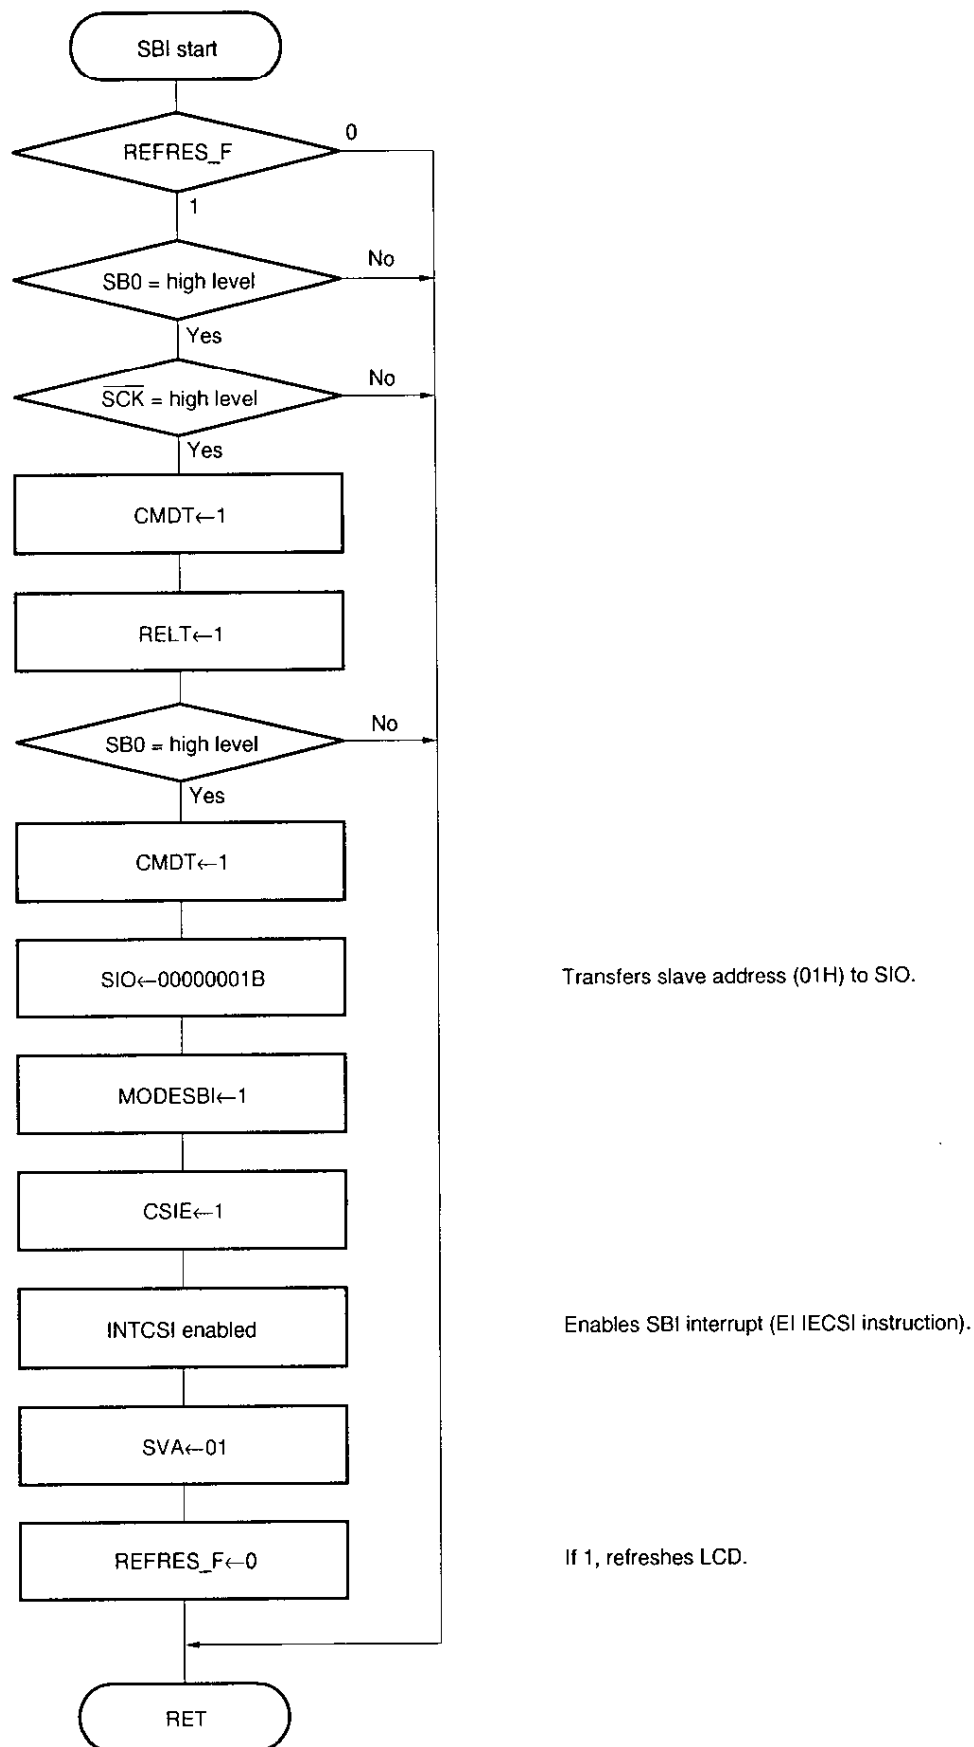 SBI start
0
REFRES_F
1
No
SB0 = high level
Yes
No
S̅C̅K̅ = high level
Yes
CMDT←1
RELT←1
No
SB0 = high level
Yes
CMDT←1
SIO←00000001B
Transfers slave address (01H) to SIO.
MODESBI←1
CSIE←1
INTCSI enabled
Enables SBI interrupt (EI IECSI instruction).
SVA←01
REFRES_F←0
If 1, refreshes LCD.
RET